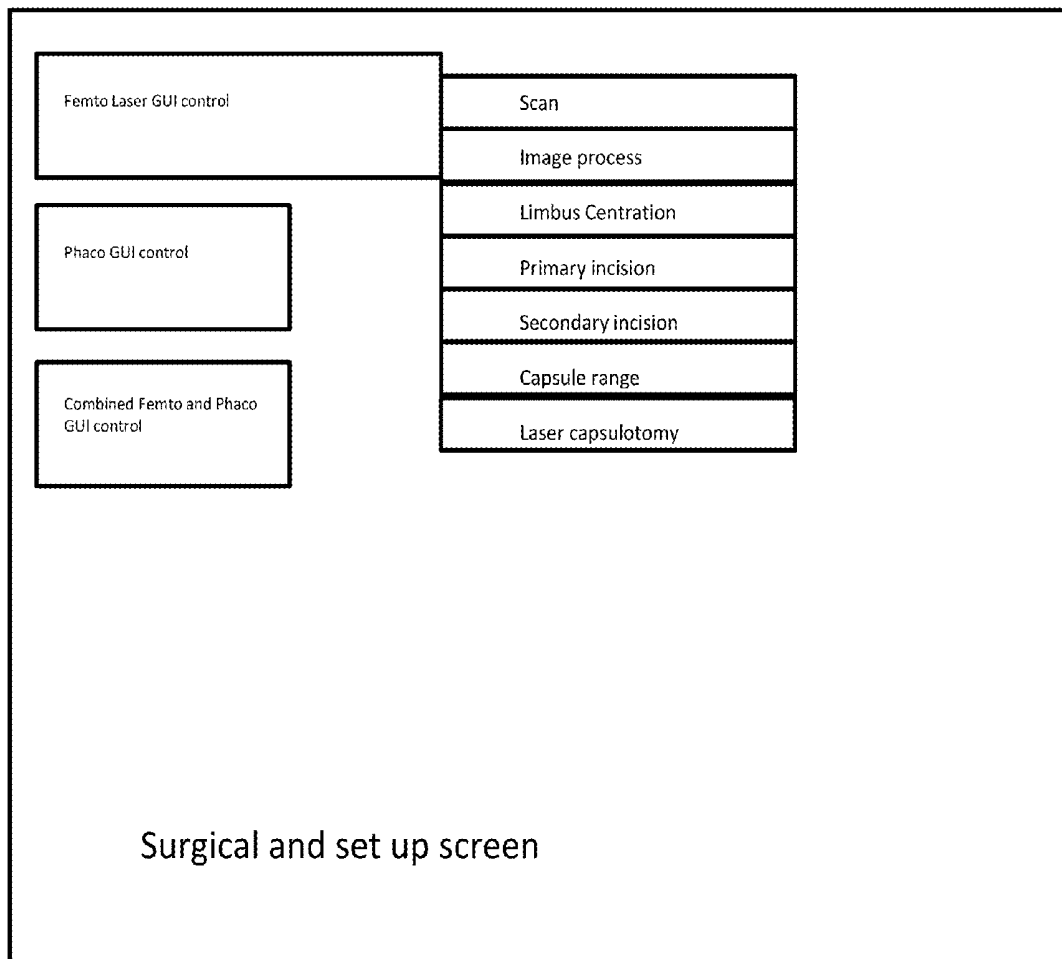 Femto Laser GUI control
Scan
Image process
Limbus Centration
Primary incision
Secondary incision
Capsule range
Laser capsulotomy
Phaco GUI control
Combined Femto and Phaco
GUI control
Surgical and set up screen